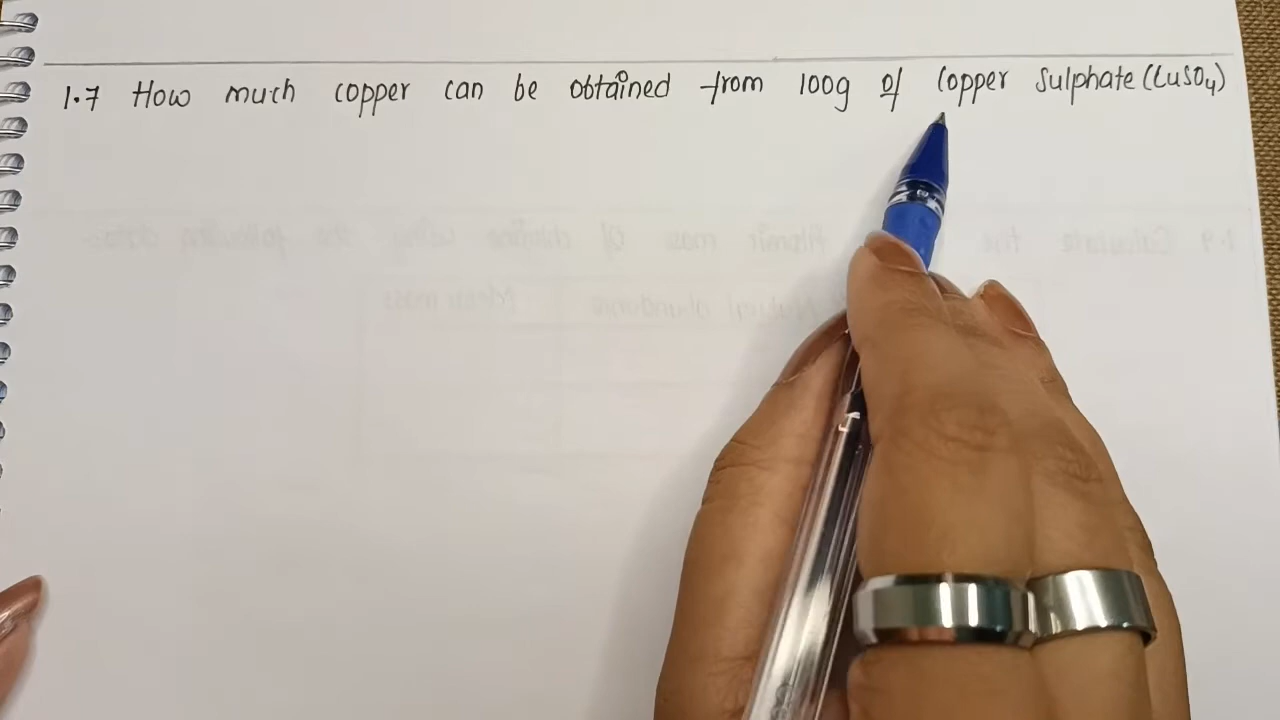 1.7 How much copper can be obtained from 100g of Copper Sulphate (CuSO4)